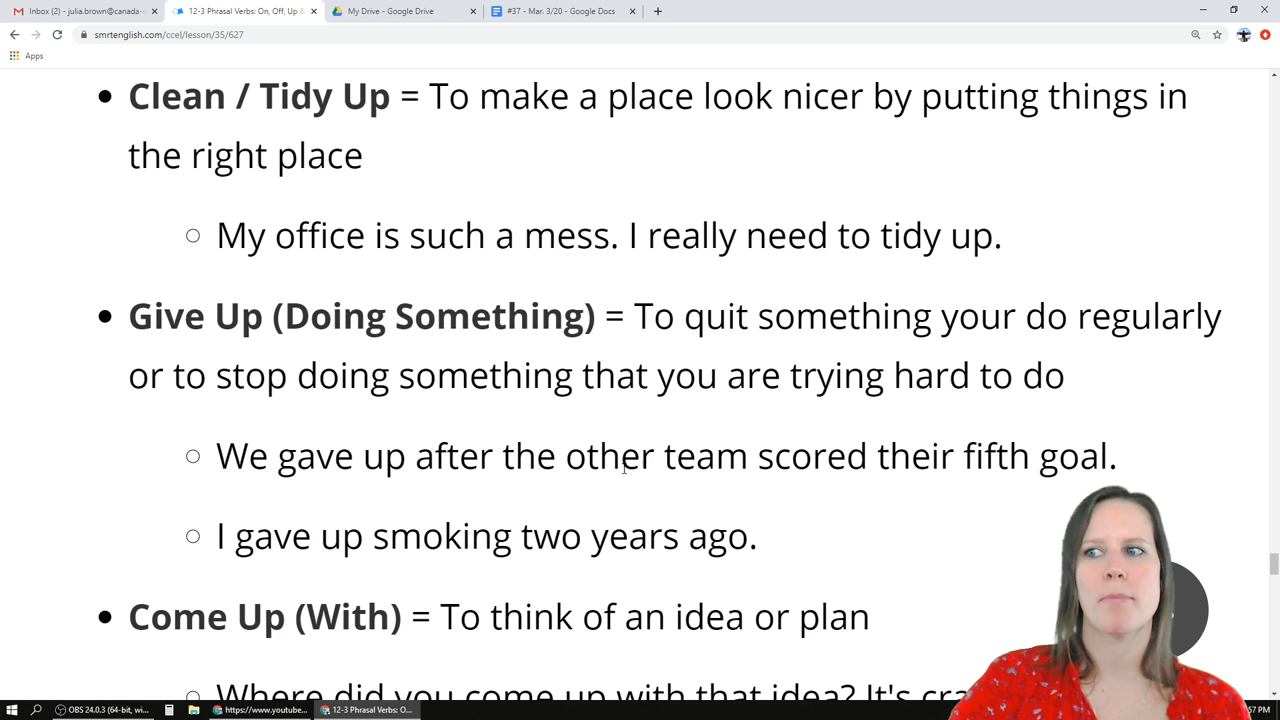 Inbox (2) - julia.brown@canada-
12-3 Phrasal Verbs: On, Off, Up &
My Drive - Google Drive
#37 - Mar. 3/20 - Google Docs
smrtenglish.com/ccel/lesson/35/627
Apps
Clean / Tidy Up = To make a place look nicer by putting things in
the right place
My office is such a mess. I really need to tidy up.
Give Up (Doing Something) = To quit something your do regularly
or to stop doing something that you are trying hard to do
We gave up after the other team scored their fifth goal.
I gave up smoking two years ago.
Come Up (With) = To think of an idea or plan
Where did you come up with that idea? It's cra
OBS 24.0.3 (64-bit, wi...
https://www.youtube...
12-3 Phrasal Verbs: O...
57 PM